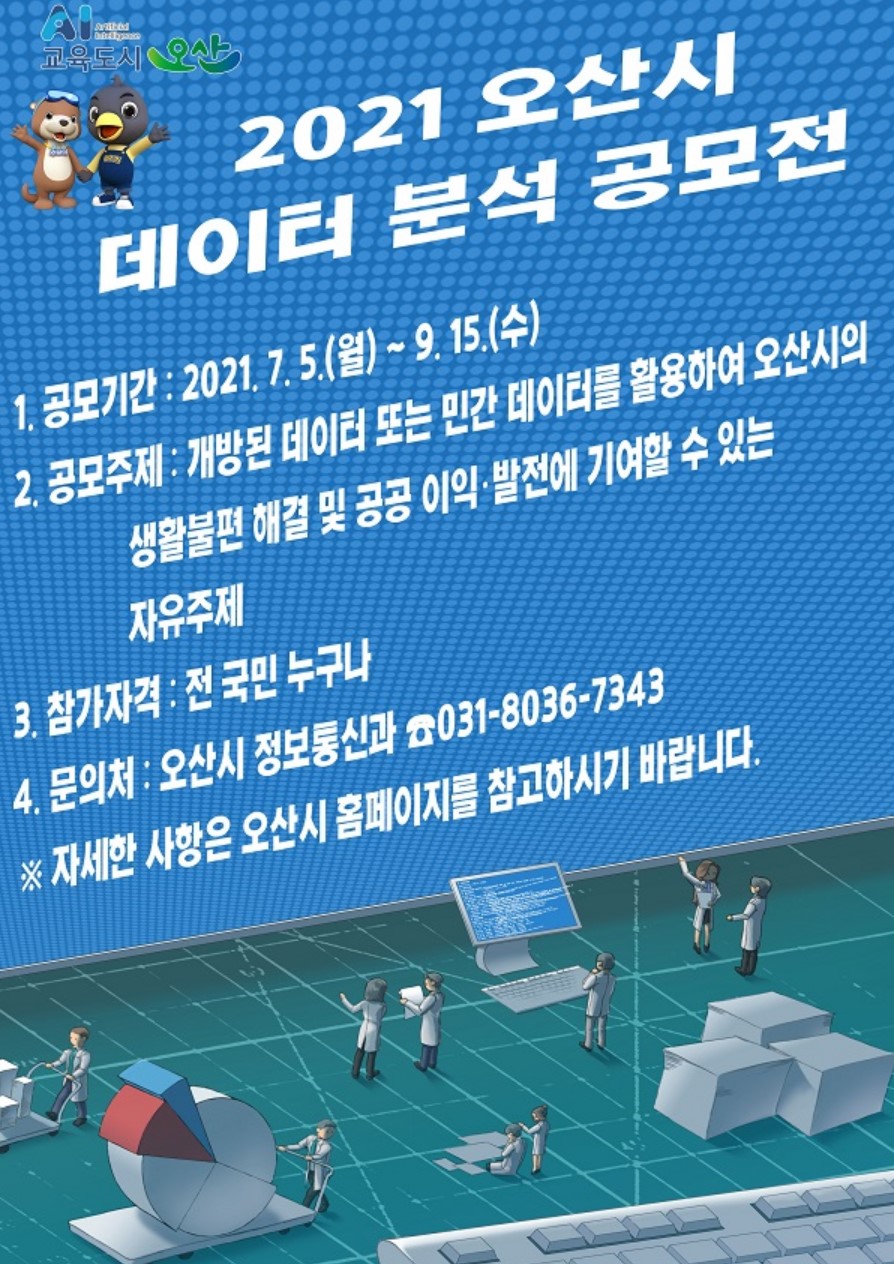 AI Artificial
Intelligence
교육도시 오산
2021 오산시
데이터 분석 공모전
1. 공모기간 : 2021. 7. 5.(월) ~ 9. 15.(수)
2. 공모주제 : 개방된 데이터 또는 민간 데이터를 활용하여 오산시의
생활불편 해결 및 공공 이익·발전에 기여할 수 있는
자유주제
3. 참가자격 : 전 국민 누구나
4. 문의처 : 오산시 정보통신과 ☎031-8036-7343
※ 자세한 사항은 오산시 홈페이지를 참고하시기 바랍니다.